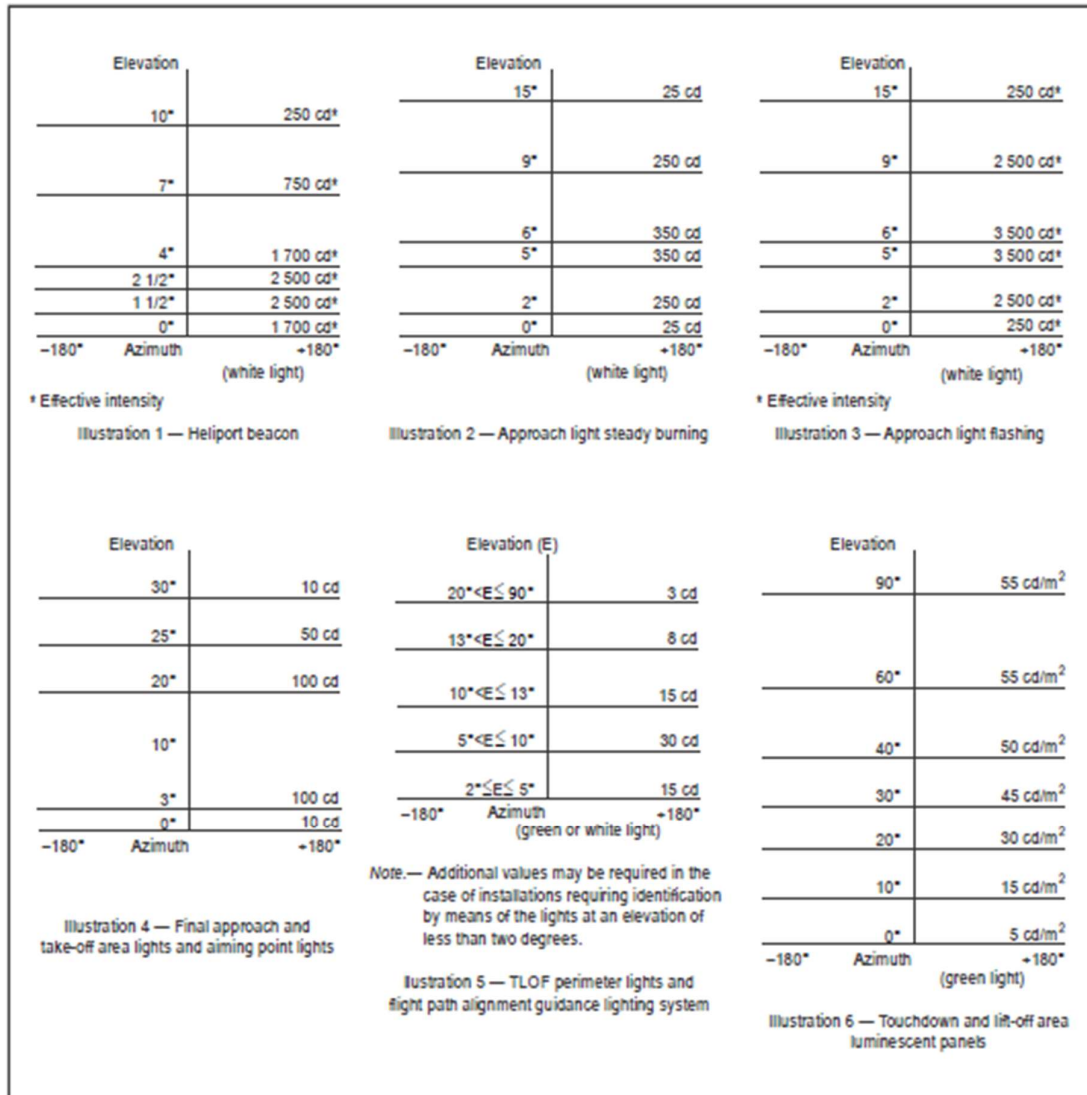 Elevation
10° 250 cd*
7° 750 cd*
4° 1 700 cd*
2 1/2° 2 500 cd*
1 1/2° 2 500 cd*
0° 1 700 cd*
−180° Azimuth +180°
(white light)
* Effective intensity
Illustration 1 — Heliport beacon
Elevation
15° 25 cd
9° 250 cd
6° 350 cd
5° 350 cd
2° 250 cd
0° 25 cd
−180° Azimuth +180°
(white light)
Illustration 2 — Approach light steady burning
Elevation
15° 250 cd*
9° 2 500 cd*
6° 3 500 cd*
5° 3 500 cd*
2° 2 500 cd*
0° 250 cd*
−180° Azimuth +180°
(white light)
* Effective intensity
Illustration 3 — Approach light flashing
Elevation
30° 10 cd
25° 50 cd
20° 100 cd
10°
3° 100 cd
0° 10 cd
−180° Azimuth +180°
Illustration 4 — Final approach and
take-off area lights and aiming point lights
Elevation (E)
20°<E≤ 90° 3 cd
13°<E≤ 20° 8 cd
10°<E≤ 13° 15 cd
5°<E≤ 10° 30 cd
2°≤E≤ 5° 15 cd
−180° Azimuth +180°
(green or white light)
Note.— Additional values may be required in the
case of installations requiring identification
by means of the lights at an elevation of
less than two degrees.
Illustration 5 — TLOF perimeter lights and
flight path alignment guidance lighting system
Elevation
90° 55 cd/m²
60° 55 cd/m²
40° 50 cd/m²
30° 45 cd/m²
20° 30 cd/m²
10° 15 cd/m²
0° 5 cd/m²
−180° Azimuth +180°
(green light)
Illustration 6 — Touchdown and lift-off area
luminescent panels